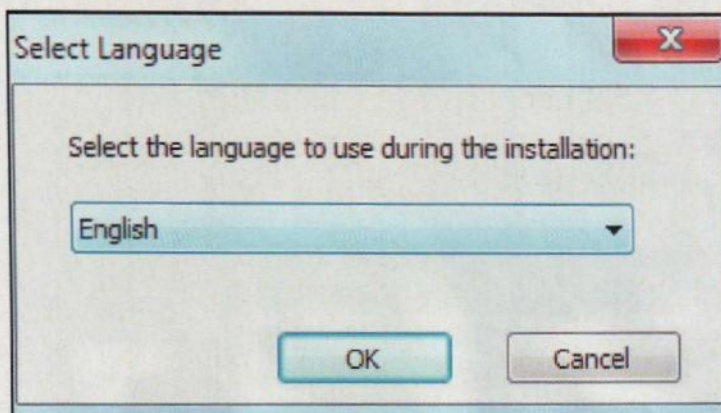 Select Language
X
Select the language to use during the installation:
English
OK
Cancel